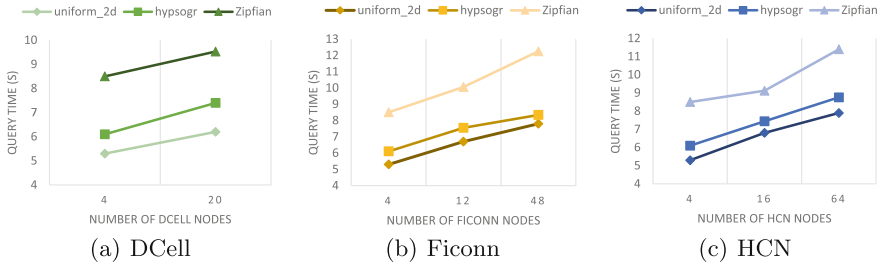 uniform_2d hypsogr Zipfian
10
9
8
7
6
5
4
QUERY TIME (S)
4 20
NUMBER OF DCELL NODES
(a) DCell
uniform_2d hypsogr Zipfian
13
12
11
10
9
8
7
6
5
4
QUERY TIME (S)
4 12 48
NUMBER OF FICONN NODES
(b) Ficonn
uniform_2d hypsogr Zipfian
12
11
10
9
8
7
6
5
4
QUERY TIME (S)
4 16 64
NUMBER OF HCN NODES
(c) HCN